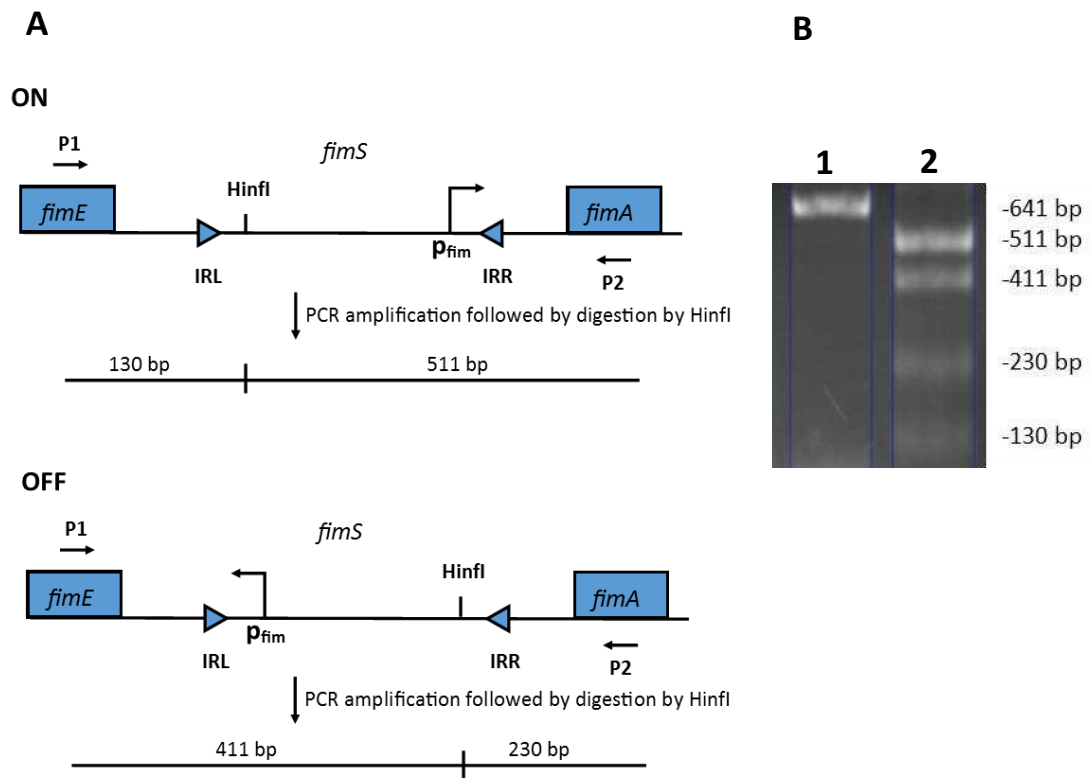 A
ON
P1
fimS
HinfI
fimE
fimA
pfim
IRL
IRR
P2
PCR amplification followed by digestion by HinfI
130 bp
511 bp
OFF
P1
fimS
HinfI
fimE
fimA
pfim
IRL
IRR
P2
PCR amplification followed by digestion by HinfI
411 bp
230 bp
B
1 2
-641 bp
-511 bp
-411 bp
-230 bp
-130 bp